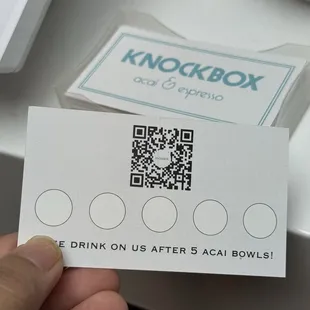 KNOCKBOX
acai & espresso
DRINK ON US AFTER 5 ACAI BOWLS!